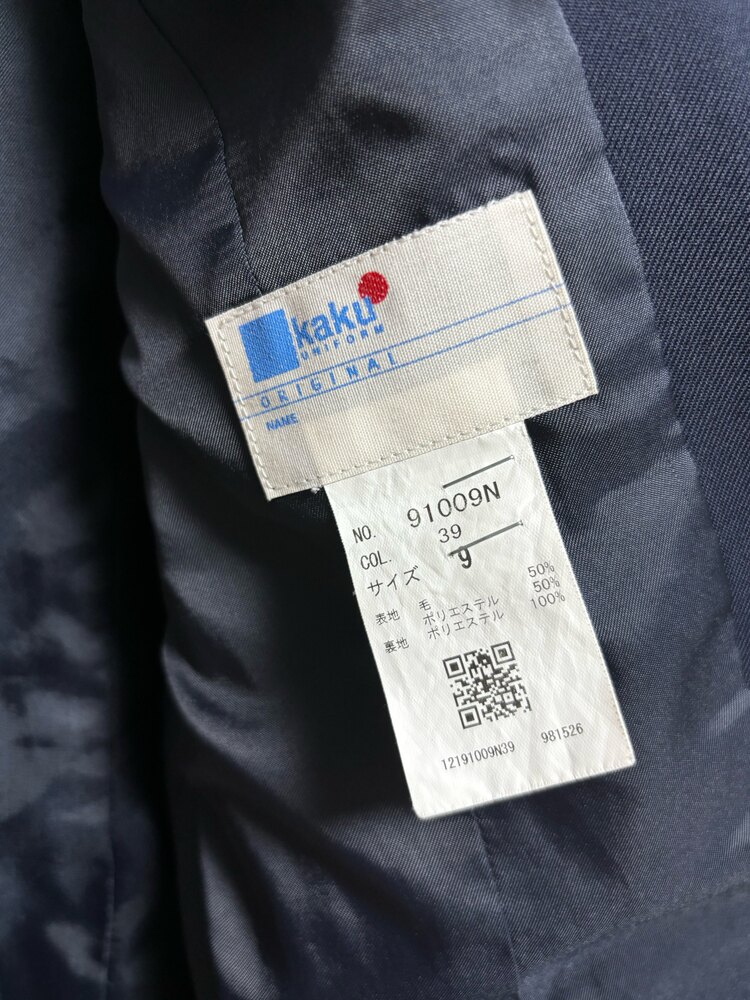 kaku
UNIFORM
ORIGINAL
NAME
NO. 91009N
COL. 39
サイズ 9
表地 毛 50%
ポリエステル 50%
裏地 ポリエステル 100%
12191009N39 981526